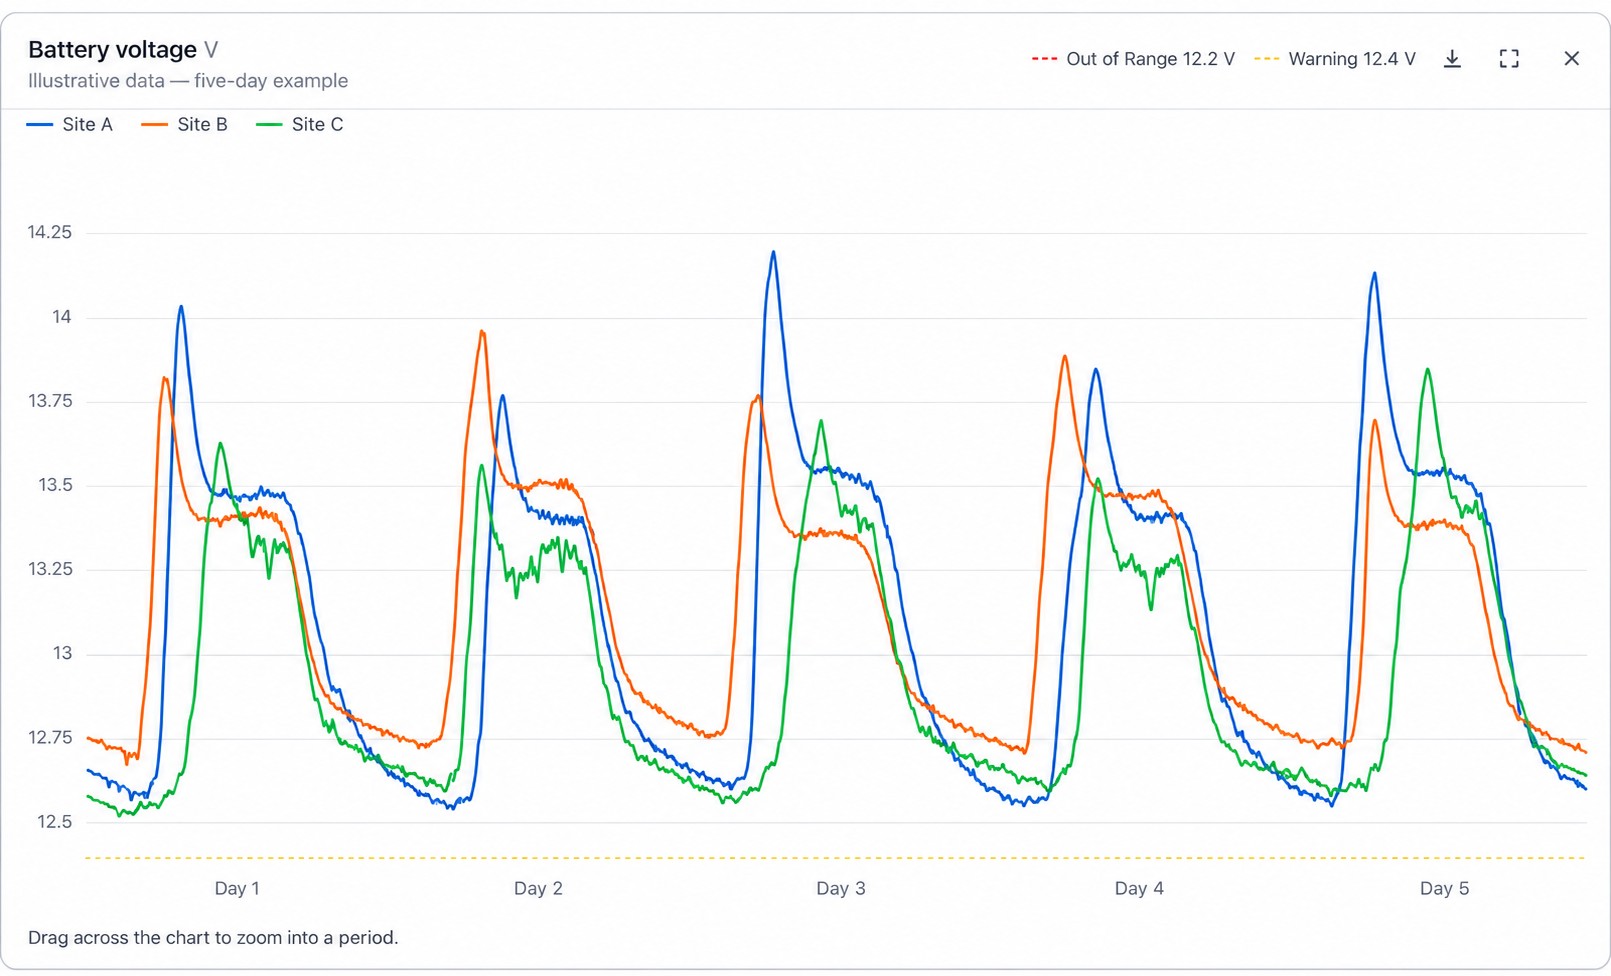 Battery voltage V
Illustrative data — five-day example
Out of Range 12.2 V
Warning 12.4 V
Site A
Site B
Site C
14.25
14
13.75
13.5
13.25
13
12.75
12.5
Day 1
Day 2
Day 3
Day 4
Day 5
Drag across the chart to zoom into a period.